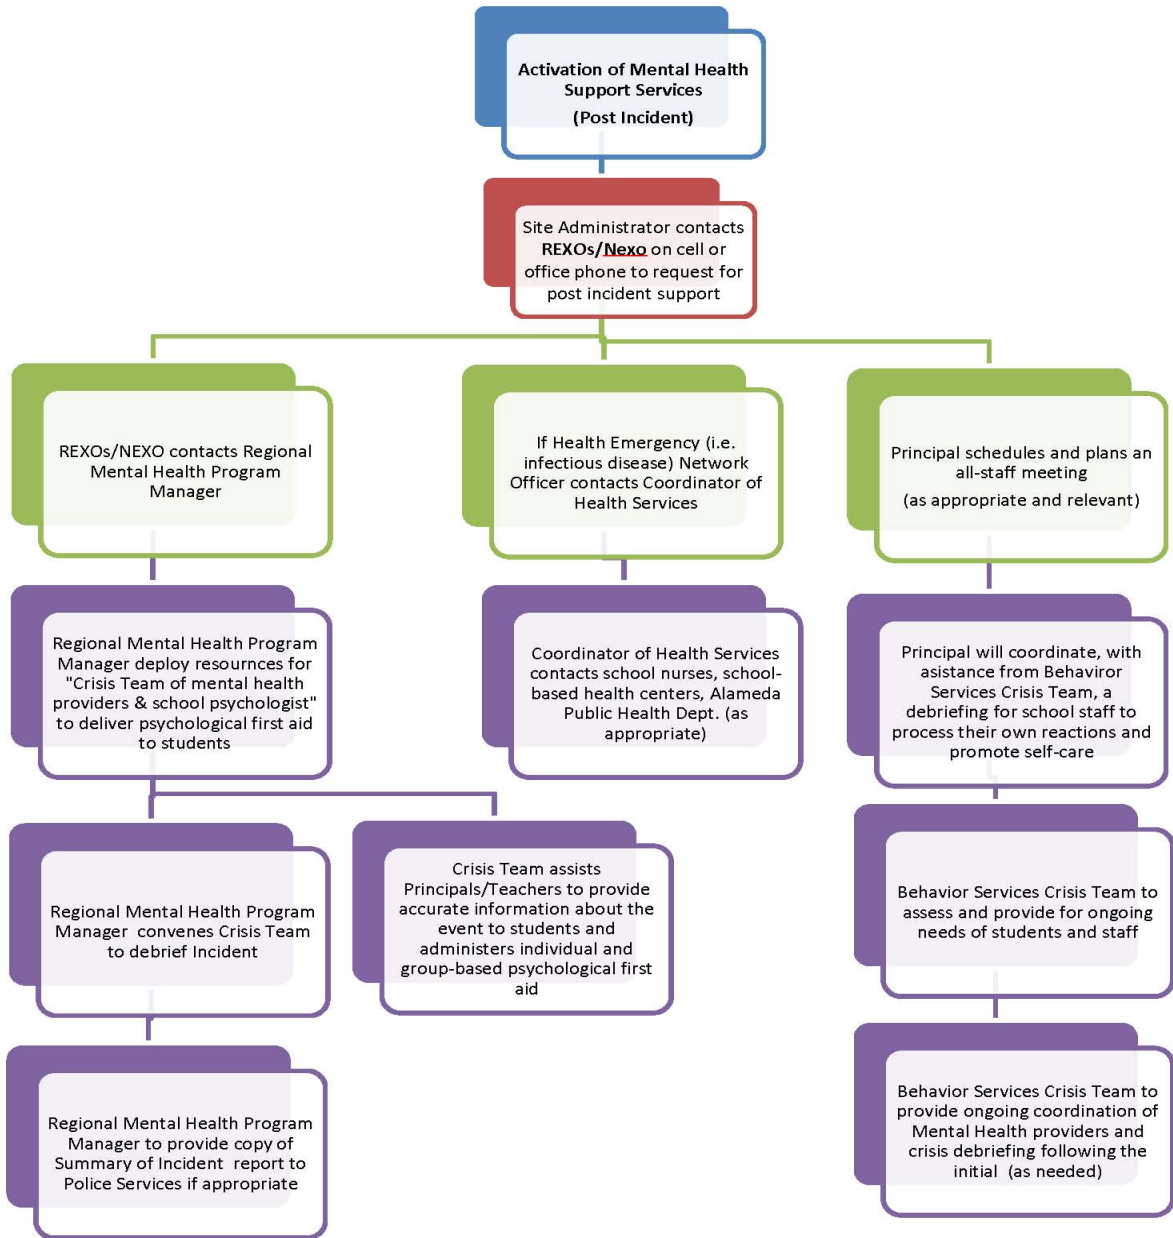 Activation of Mental Health
Support Services
(Post Incident)
Site Administrator contacts
REXOs/Nexo on cell or
office phone to request for
post incident support
REXOs/NEXO contacts Regional
Mental Health Program
Manager
If Health Emergency (i.e.
infectious disease) Network
Officer contacts Coordinator of
Health Services
Principal schedules and plans an
all-staff meeting
(as appropriate and relevant)
Regional Mental Health Program
Manager deploy resournces for
"Crisis Team of mental health
providers & school psychologist"
to deliver psychological first aid
to students
Coordinator of Health Services
contacts school nurses, school-
based health centers, Alameda
Public Health Dept. (as
appropriate)
Principal will coordinate, with
asistance from Behaviror
Services Crisis Team, a
debriefing for school staff to
process their own reactions and
promote self-care
Regional Mental Health Program
Manager  convenes Crisis Team
to debrief Incident
Crisis Team assists
Principals/Teachers to provide
accurate information about the
event to students and
administers individual and
group-based psychological first
aid
Behavior Services Crisis Team to
assess and provide for ongoing
needs of students and staff
Regional Mental Health Program
Manager to provide copy of
Summary of Incident  report to
Police Services if appropriate
Behavior Services Crisis Team to
provide ongoing coordination of
Mental Health providers and
crisis debriefing following the
initial  (as needed)